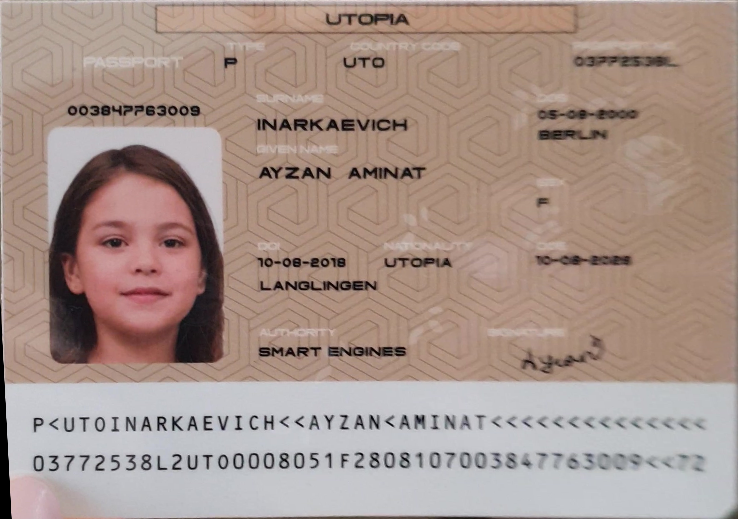 UTOPIA
TYPE COUNTRY CODE PASSPORT NO.
PASSPORT P UTO 03772538L
003847763009
SURNAME DOB
INARKAEVICH 05-08-2000
BERLIN
GIVEN NAME
AYZAN AMINAT
F
DOI NATIONALITY DOE
10-08-2018 UTOPIA 10-08-2028
LANGLINGEN
AUTHORITY SIGNATURE
SMART ENGINES Ayzan
P<UTOINARKAEVICH<<AYZAN<AMINAT<<<<<<<<<<<<<<
03772538L2UTO0008051F2808107003847763009<<72